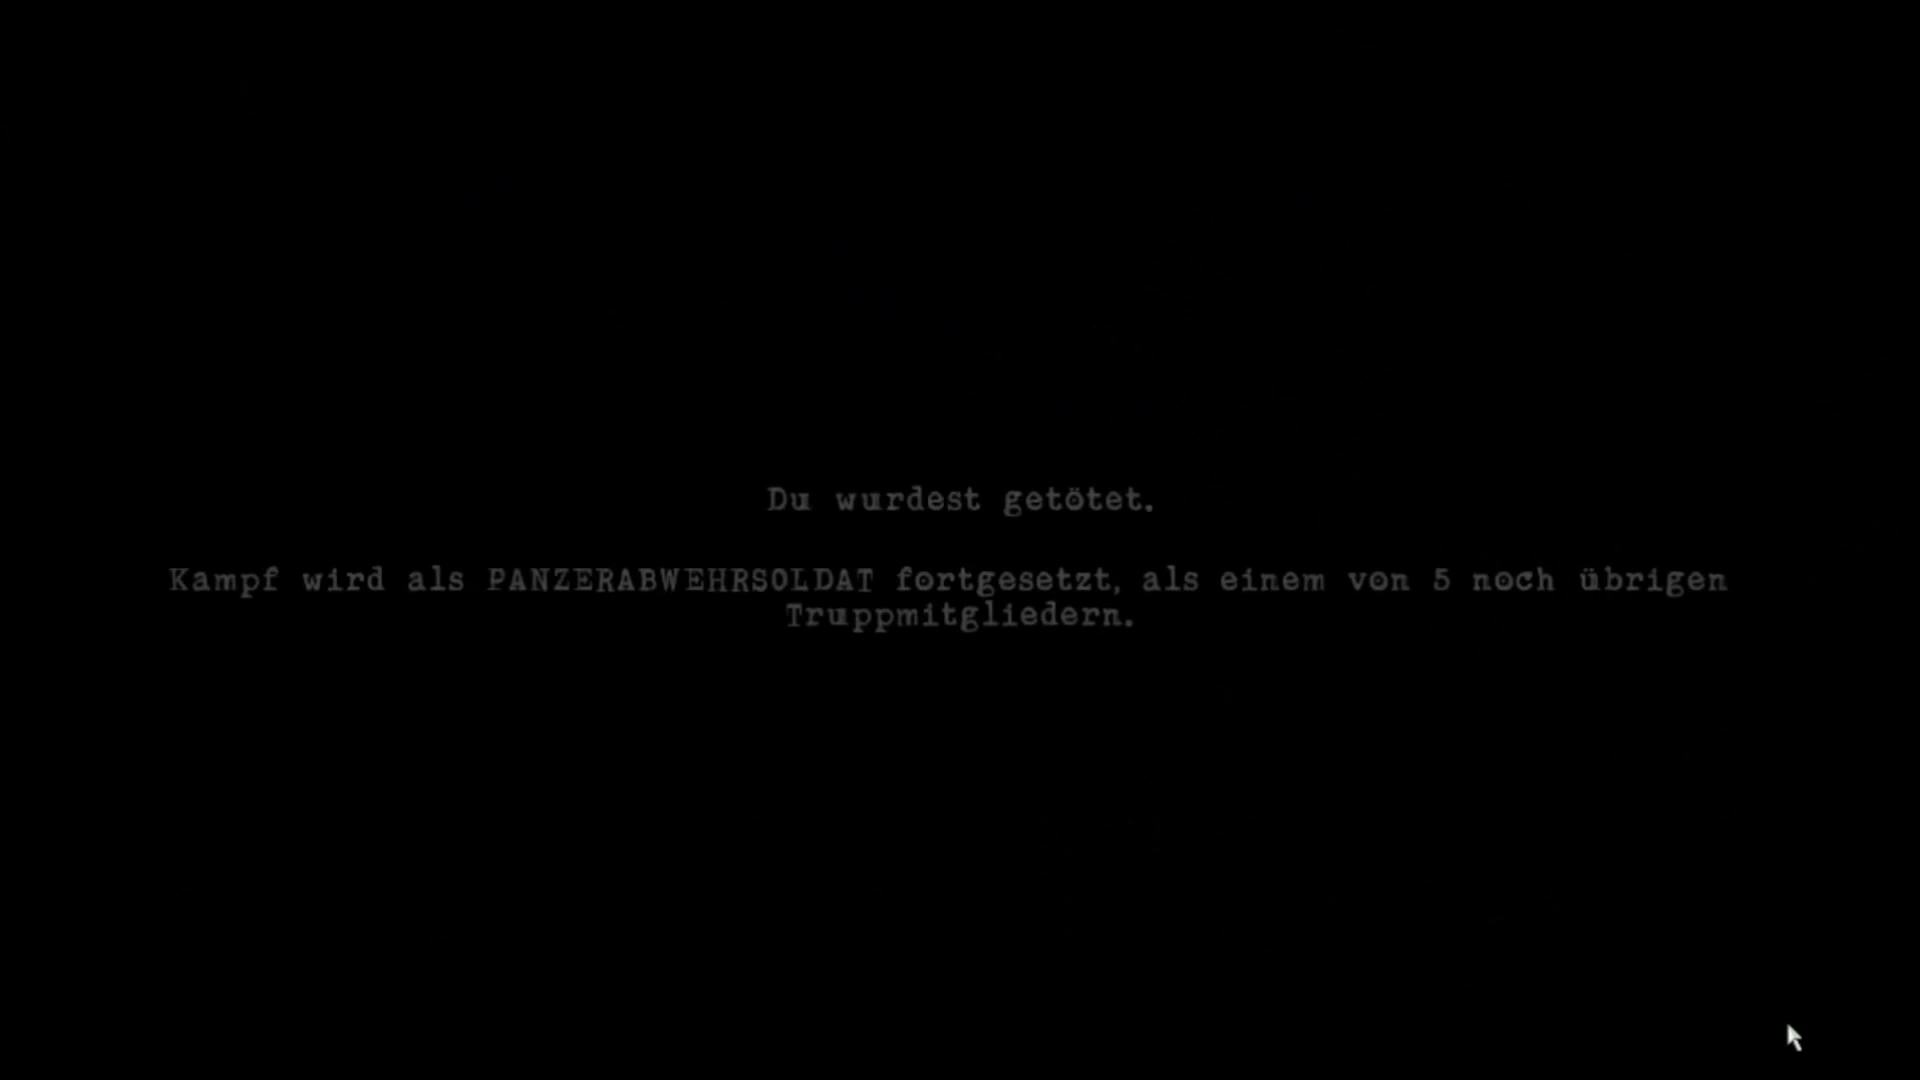 Du wurdest getötet.
Kampf wird als PANZERABWEHRSOLDAT fortgesetzt, als einem von 5 noch übrigen
Truppmitgliedern.